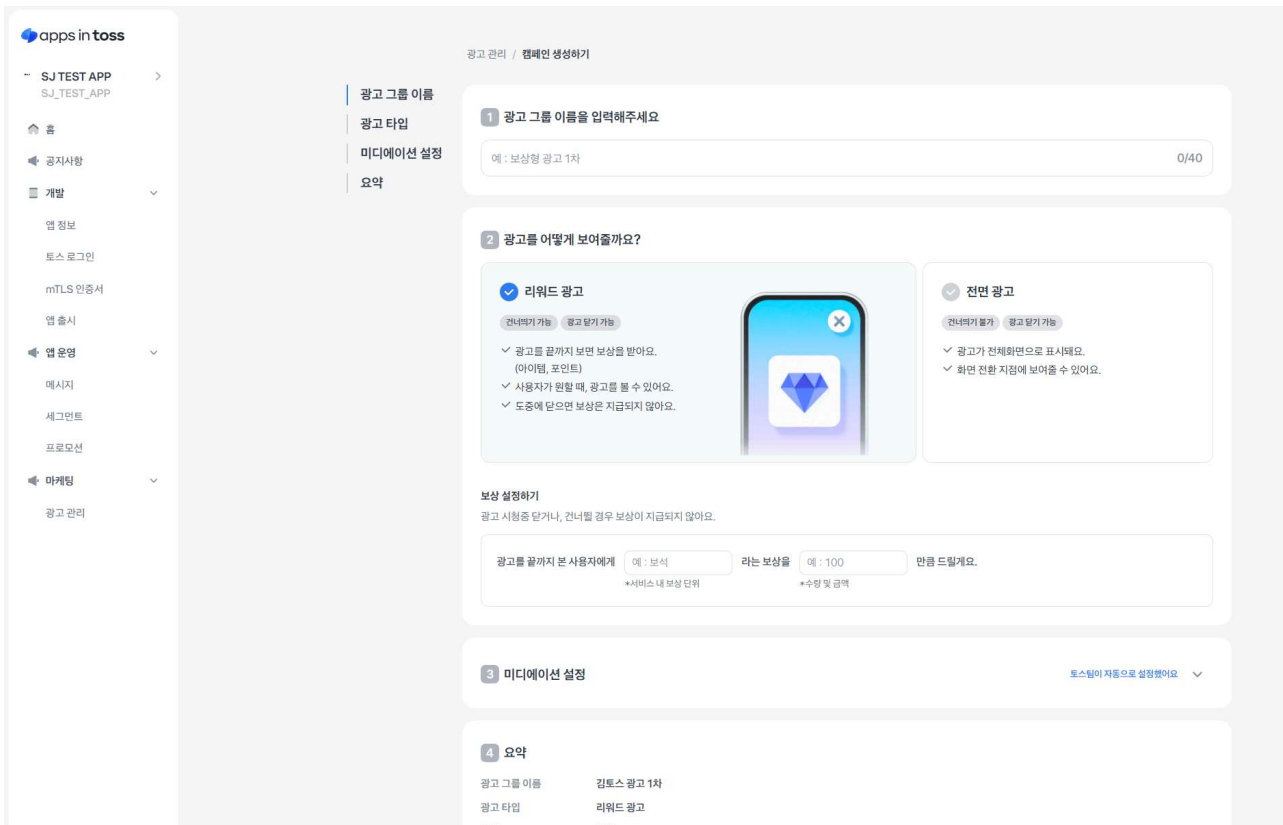 apps in toss
SJ TEST APP
SJ_TEST_APP
홈
공지사항
개발
앱 정보
토스 로그인
mTLS 인증서
앱 출시
앱 운영
메시지
세그먼트
프로모션
마케팅
광고 관리
광고 관리 / 캠페인 생성하기
광고 그룹 이름
광고 타입
미디에이션 설정
요약
1 광고 그룹 이름을 입력해주세요
예 : 보상형 광고 1차 0/40
2 광고를 어떻게 보여줄까요?
리워드 광고
건너띄기 가능 광고 닫기 가능
광고를 끝까지 보면 보상을 받아요.
(아이템, 포인트)
사용자가 원할 때, 광고를 볼 수 있어요.
도중에 닫으면 보상은 지급되지 않아요.
전면 광고
건너띄기 불가 광고 닫기 가능
광고가 전체화면으로 표시돼요.
화면 전환 지점에 보여줄 수 있어요.
보상 설정하기
광고 시청중 닫거나, 건너뛸 경우 보상이 지급되지 않아요.
광고를 끝까지 본 사용자에게 예 : 보석 라는 보상을 예 : 100 만큼 드릴게요.
*서비스 내 보상 단위 *수량 및 금액
3 미디에이션 설정 토스팀이 자동으로 설정했어요
4 요약
광고 그룹 이름 김토스 광고 1차
광고 타입 리워드 광고